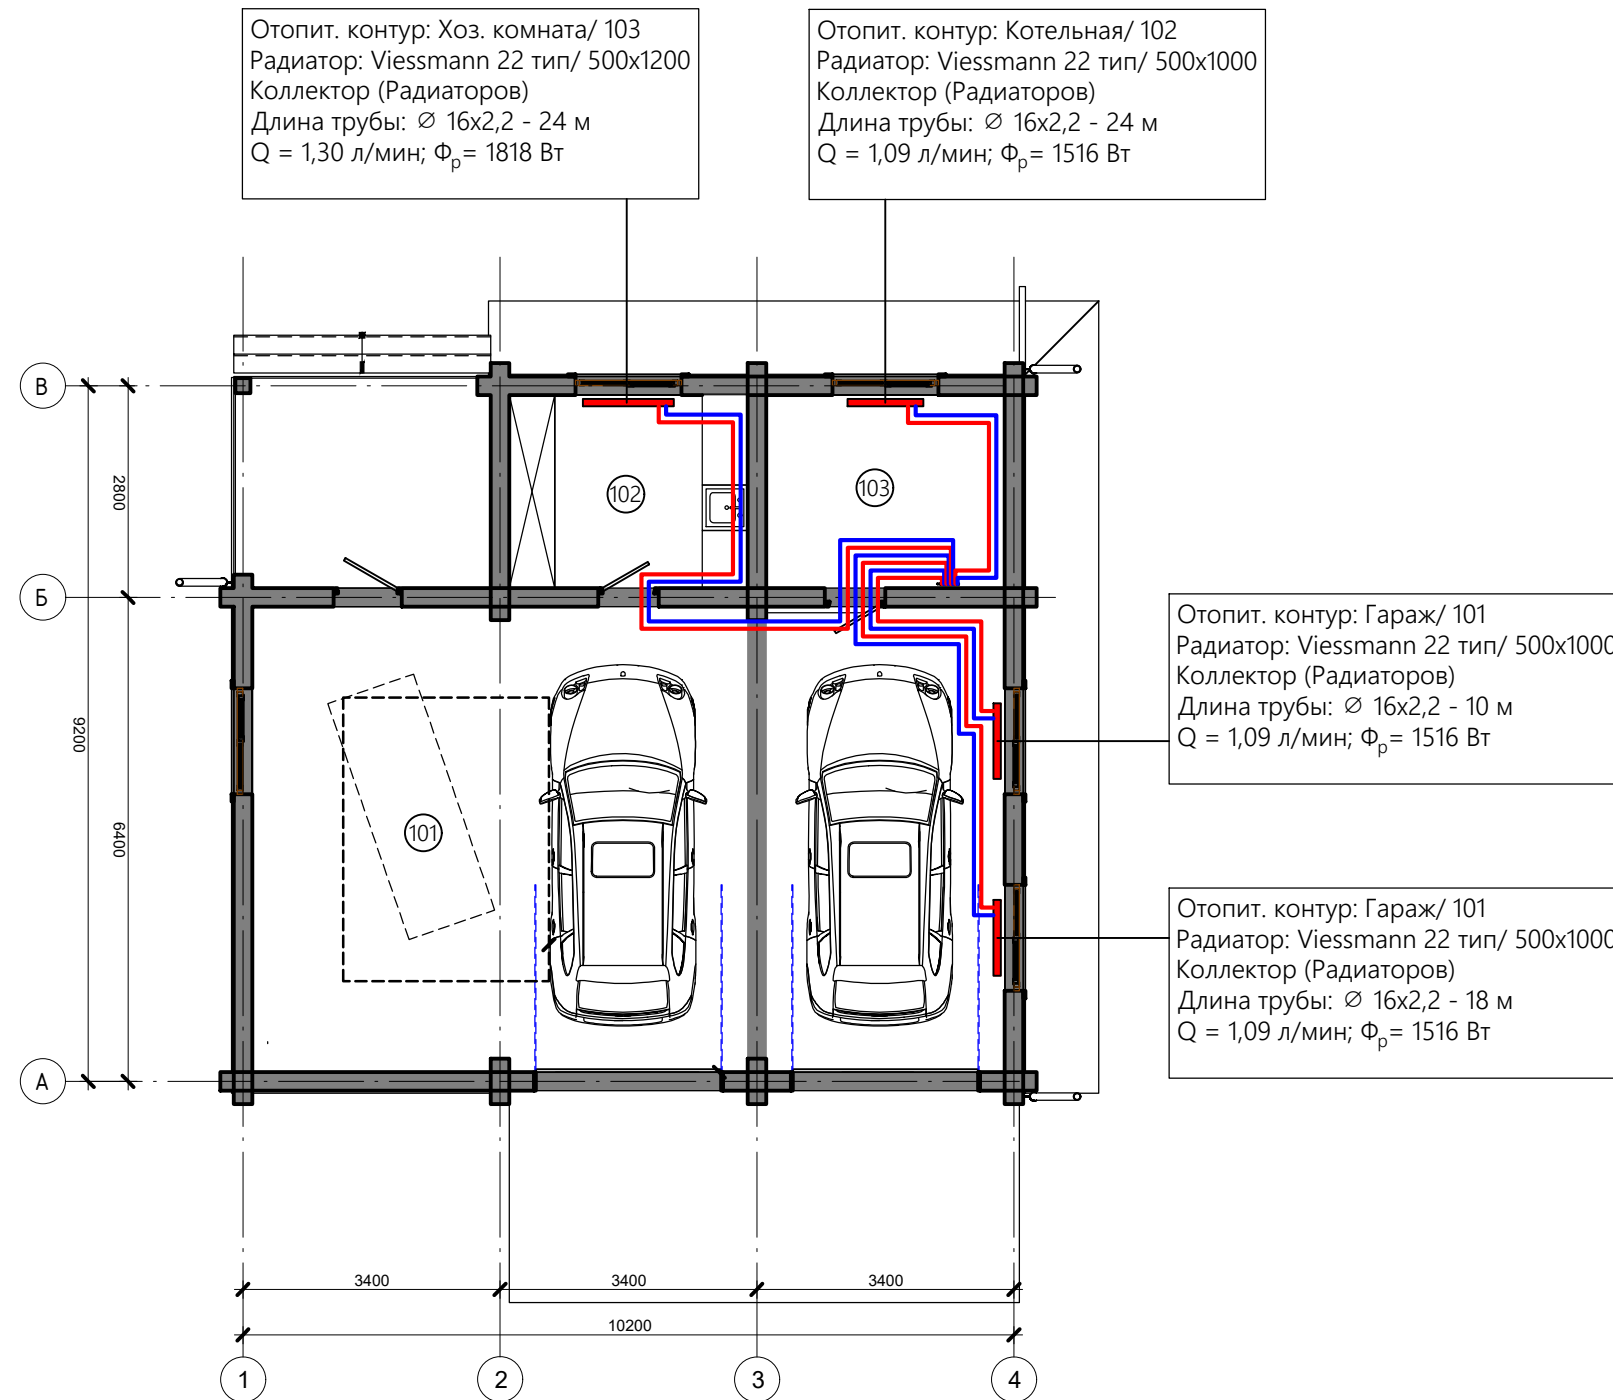 Отопит. контур: Хоз. комната/ 103
Радиатор: Viessmann 22 тип/ 500x1200
Коллектор (Радиаторов)
Длина трубы: ∅ 16x2,2 - 24 м
Q = 1,30 л/мин; Фр= 1818 Вт
Отопит. контур: Котельная/ 102
Радиатор: Viessmann 22 тип/ 500x1000
Коллектор (Радиаторов)
Длина трубы: ∅ 16x2,2 - 24 м
Q = 1,09 л/мин; Фр= 1516 Вт
В
2800
102
103
Б
Отопит. контур: Гараж/ 101
Радиатор: Viessmann 22 тип/ 500x1000
Коллектор (Радиаторов)
Длина трубы: ∅ 16x2,2 - 10 м
Q = 1,09 л/мин; Фр= 1516 Вт
9200
6400
101
Отопит. контур: Гараж/ 101
Радиатор: Viessmann 22 тип/ 500x1000
Коллектор (Радиаторов)
Длина трубы: ∅ 16x2,2 - 18 м
Q = 1,09 л/мин; Фр= 1516 Вт
А
3400
3400
3400
10200
1
2
3
4